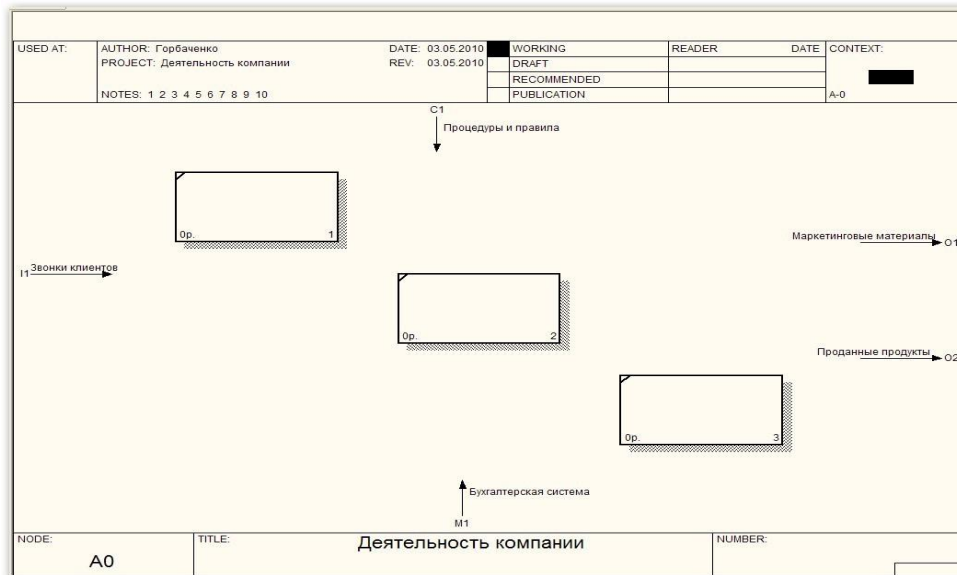 USED AT:
AUTHOR: Горбаченко
DATE: 03.05.2010
WORKING
READER
DATE
CONTEXT:
PROJECT: Деятельность компании
REV: 03.05.2010
DRAFT
RECOMMENDED
NOTES: 1 2 3 4 5 6 7 8 9 10
PUBLICATION
A-0
C1
Процедуры и правила
0р.
1
Маркетинговые материалы
O1
I1
Звонки клиентов
0р.
2
Проданные продукты
O2
0р.
3
Бухгалтерская система
M1
NODE:
A0
TITLE:
Деятельность компании
NUMBER: